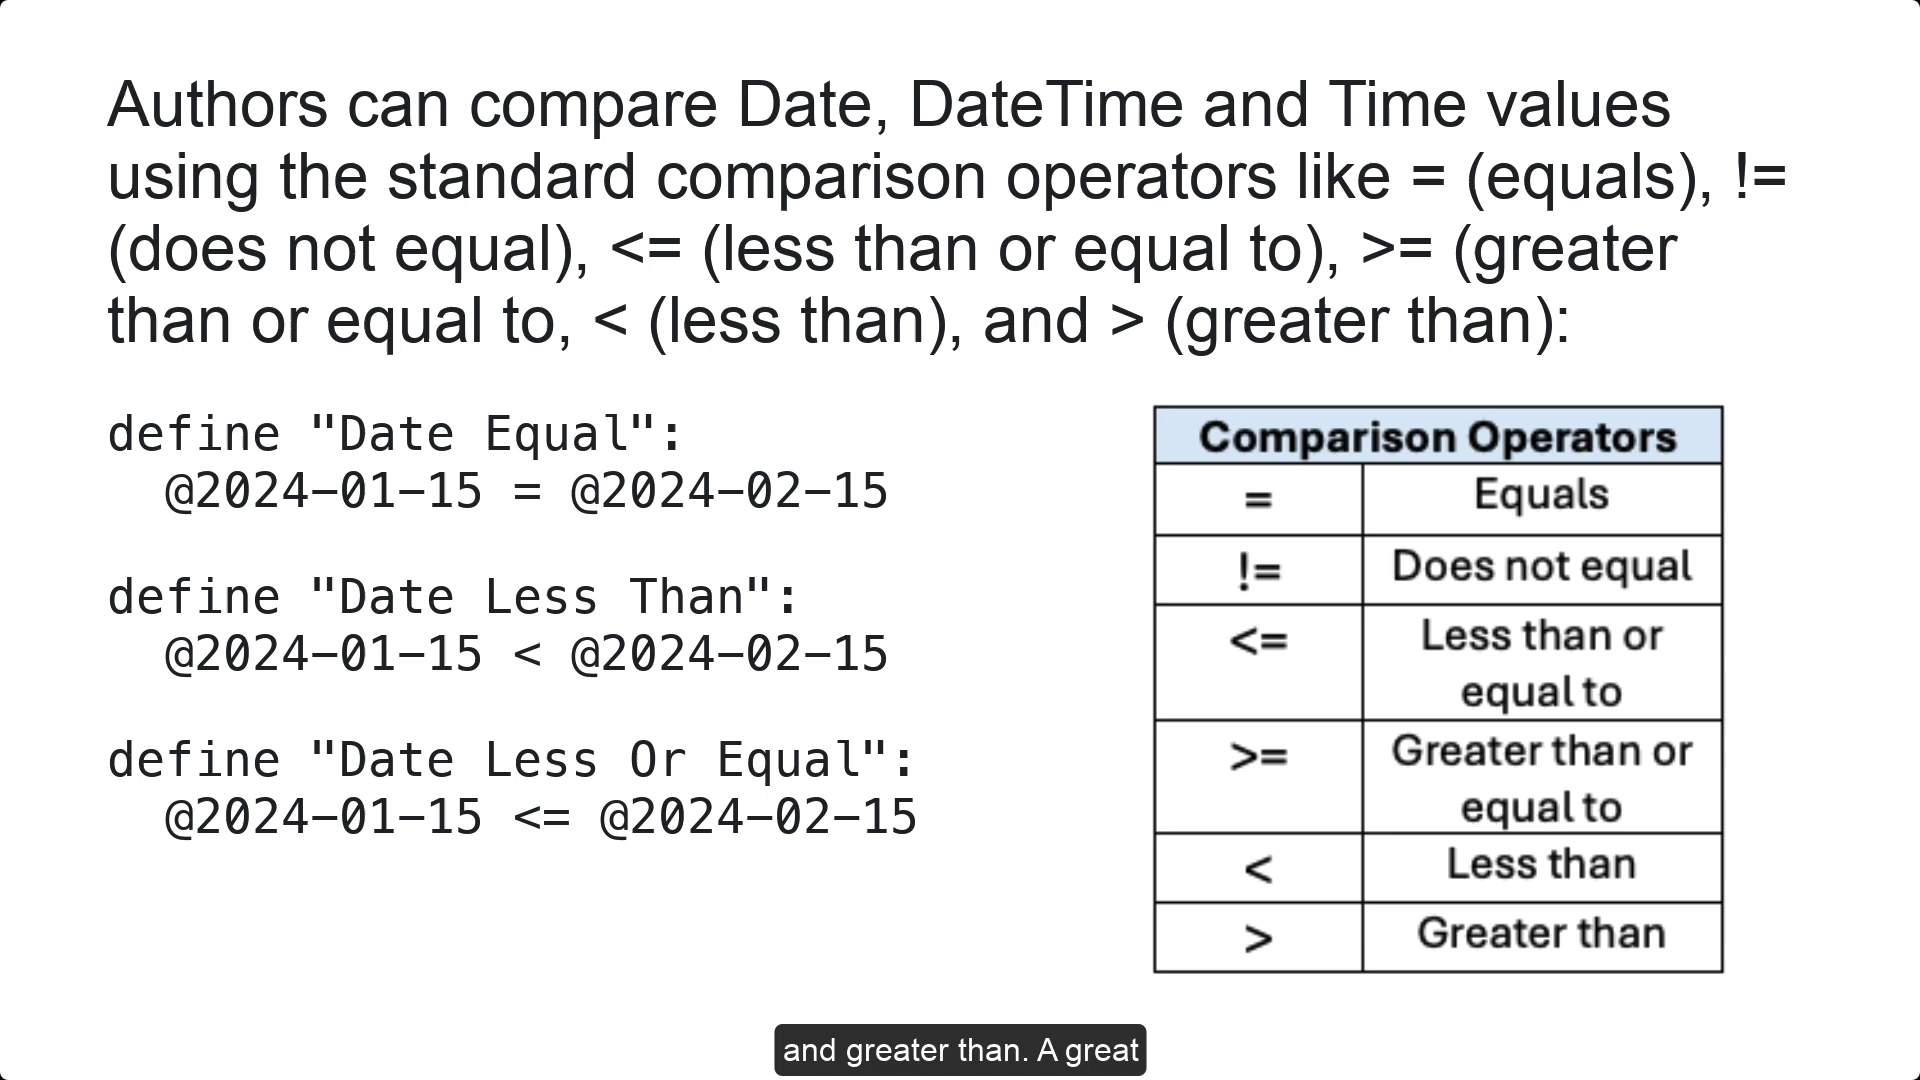 Authors can compare Date, DateTime and Time values
using the standard comparison operators like = (equals), !=
(does not equal), <= (less than or equal to), >= (greater
than or equal to, < (less than), and > (greater than):
define "Date Equal":
@2024-01-15 = @2024-02-15
define "Date Less Than":
@2024-01-15 < @2024-02-15
define "Date Less Or Equal":
@2024-01-15 <= @2024-02-15
Comparison Operators
= Equals
!= Does not equal
<= Less than or
equal to
>= Greater than or
equal to
< Less than
> Greater than
and greater than. A great